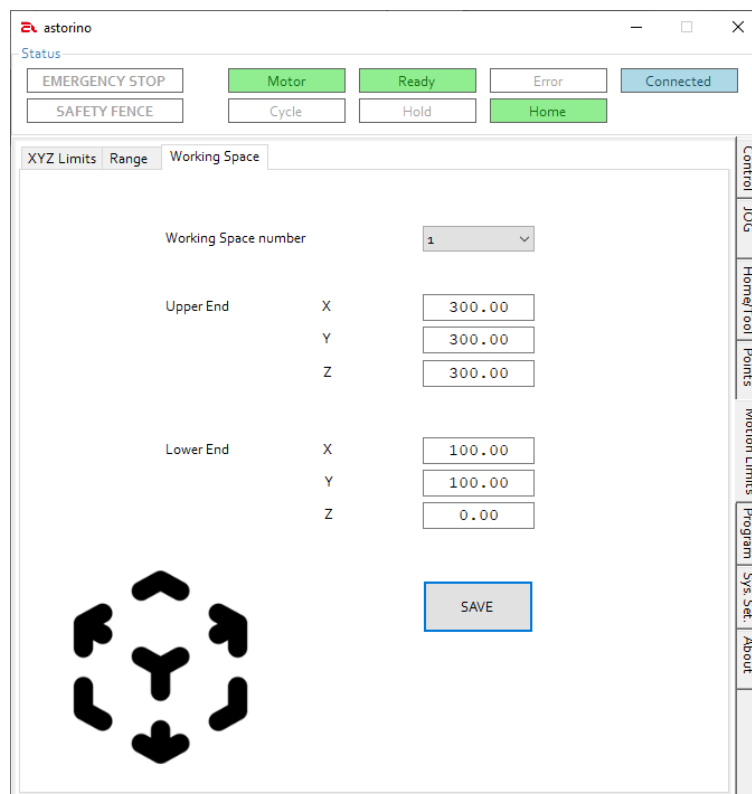 astorino
Status
EMERGENCY STOP Motor Ready Error Connected
SAFETY FENCE Cycle Hold Home
XYZ Limits Range Working Space
Working Space number 1
Upper End X 300.00
Y 300.00
Z 300.00
Lower End X 100.00
Y 100.00
Z 0.00
SAVE
Control
JOG
Home/Tool
Points
Motion Limits
Program
Sys. Set.
About